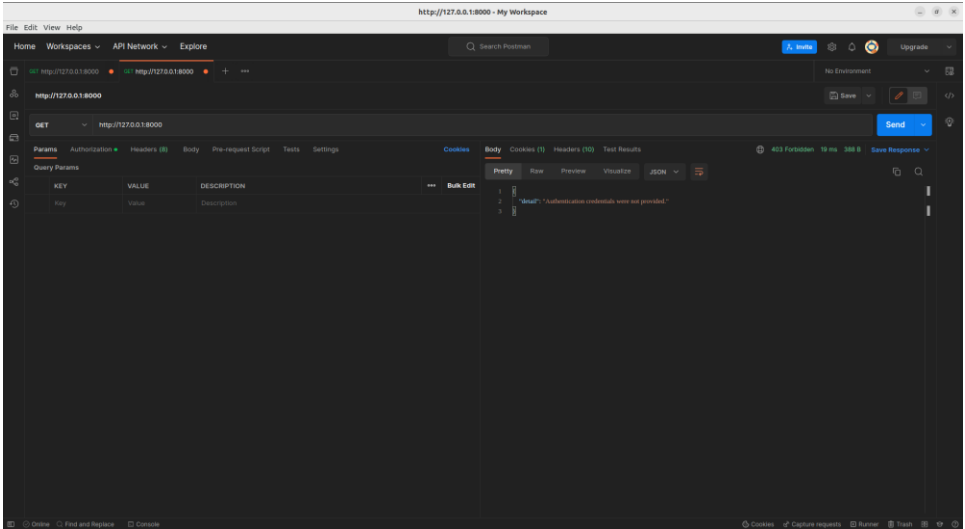 http://127.0.0.1:8000 - My Workspace
File Edit View Help
Home Workspaces API Network Explore
Search Postman
Invite
Upgrade
GET http://127.0.0.1:8000
GET http://127.0.0.1:8000
No Environment
http://127.0.0.1:8000
Save
GET http://127.0.0.1:8000
Send
Params Authorization Headers (8) Body Pre-request Script Tests Settings Cookies
Query Params
KEY VALUE DESCRIPTION Bulk Edit
Key Value Description
Body Cookies (1) Headers (10) Test Results
403 Forbidden 19 ms 388 B Save Response
Pretty Raw Preview Visualize JSON
1 {
2 "detail": "Authentication credentials were not provided."
3 }
Online Find and Replace Console
Cookies Capture requests Runner Trash